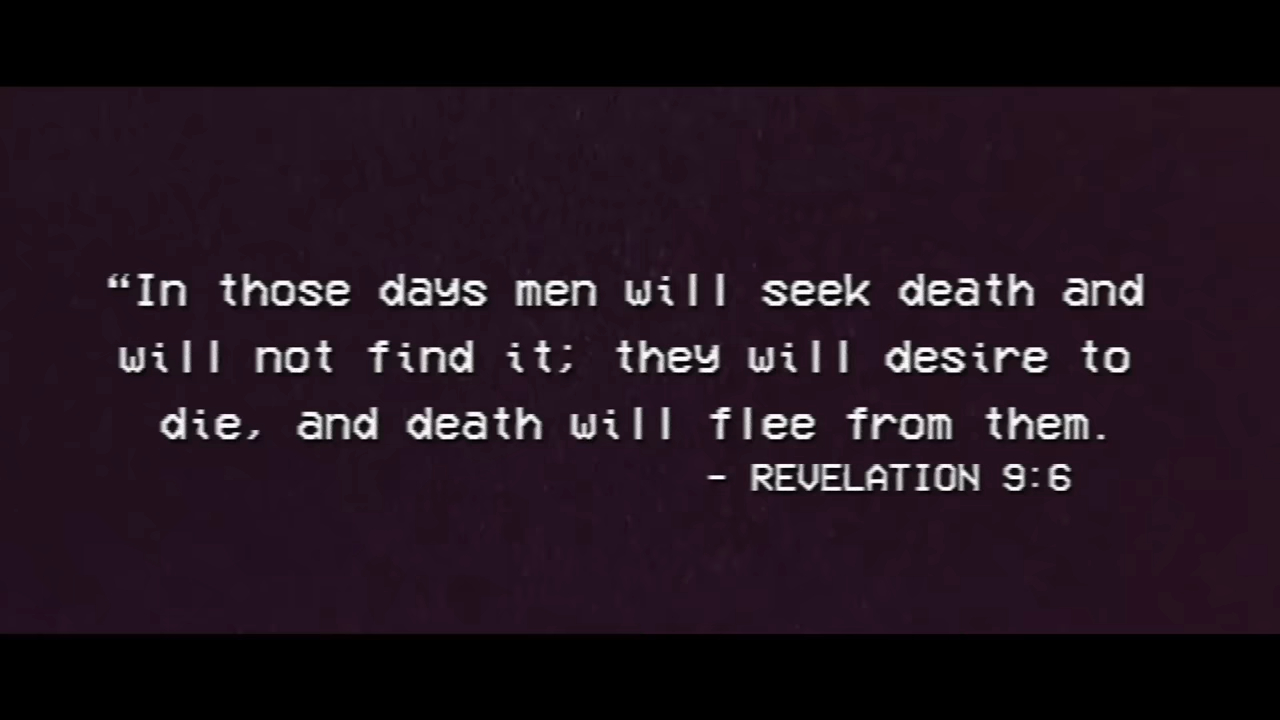 “In those days men will seek death and
will not find it; they will desire to
die, and death will flee from them.
- REVELATION 9:6